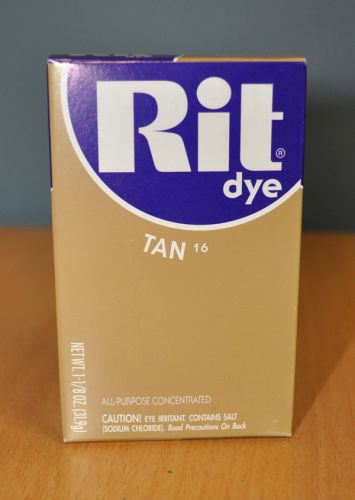 Rit®
dye
TAN 16
NET WT. 1-1/8 OZ. (31.9g)
ALL-PURPOSE CONCENTRATED
CAUTION! EYE IRRITANT. CONTAINS SALT
(SODIUM CHLORIDE). Read Precautions On Back